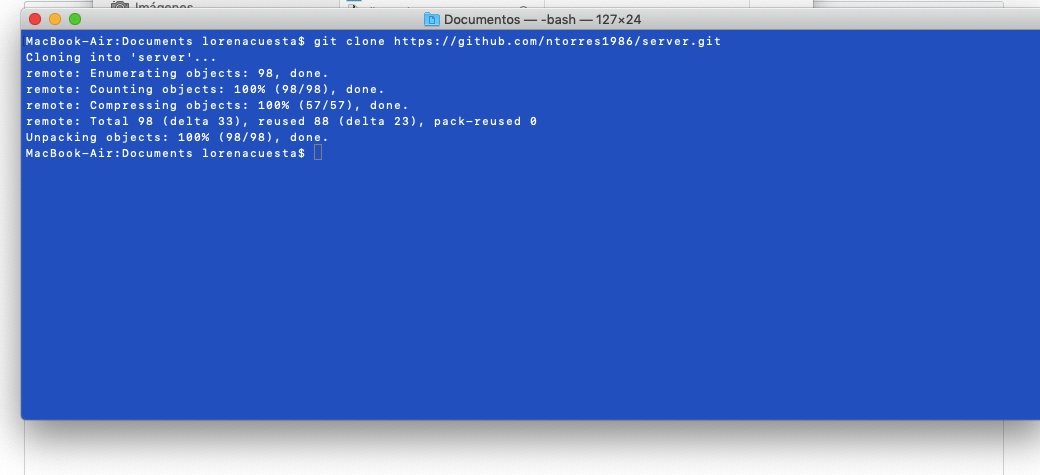 Imágenes
Documentos — -bash — 127×24
MacBook-Air:Documents lorenacuesta$ git clone https://github.com/ntorres1986/server.git
Cloning into 'server'...
remote: Enumerating objects: 98, done.
remote: Counting objects: 100% (98/98), done.
remote: Compressing objects: 100% (57/57), done.
remote: Total 98 (delta 33), reused 88 (delta 23), pack-reused 0
Unpacking objects: 100% (98/98), done.
MacBook-Air:Documents lorenacuesta$